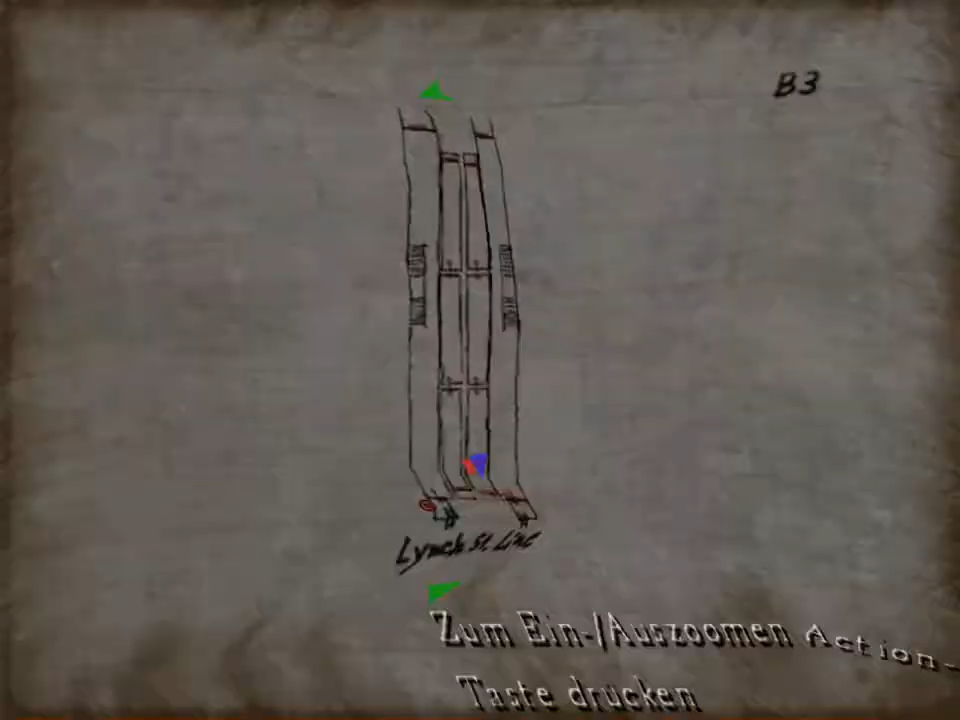 B3
Lynch St. Line
Zum Ein-/Auszoomen Action-
Taste drücken